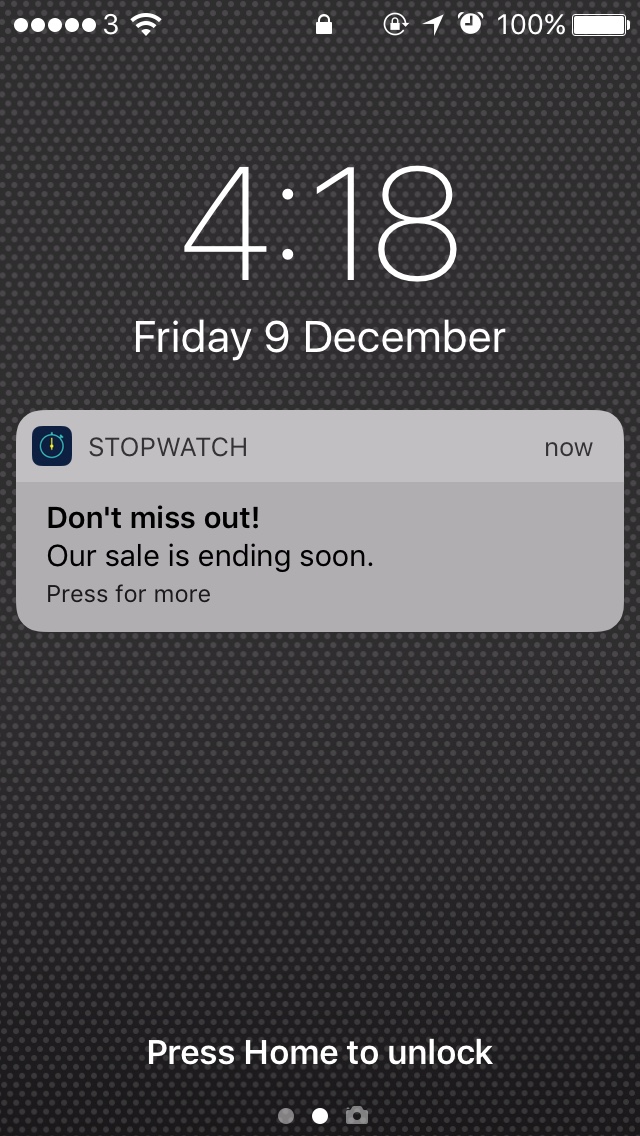 3 100%
4:18
Friday 9 December
STOPWATCH now
Don't miss out!
Our sale is ending soon.
Press for more
Press Home to unlock